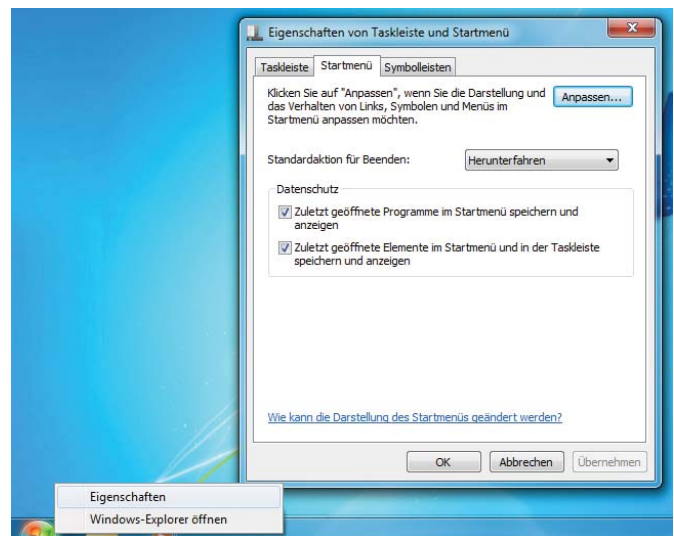 Eigenschaften von Taskleiste und Startmenü
Taskleiste Startmenü Symbolleisten
Klicken Sie auf "Anpassen", wenn Sie die Darstellung und
das Verhalten von Links, Symbolen und Menüs im
Startmenü anpassen möchten.
Anpassen...
Standardaktion für Beenden:
Herunterfahren
Datenschutz
Zuletzt geöffnete Programme im Startmenü speichern und
anzeigen
Zuletzt geöffnete Elemente im Startmenü und in der Taskleiste
speichern und anzeigen
Wie kann die Darstellung des Startmenüs geändert werden?
OK Abbrechen Übernehmen
Eigenschaften
Windows-Explorer öffnen